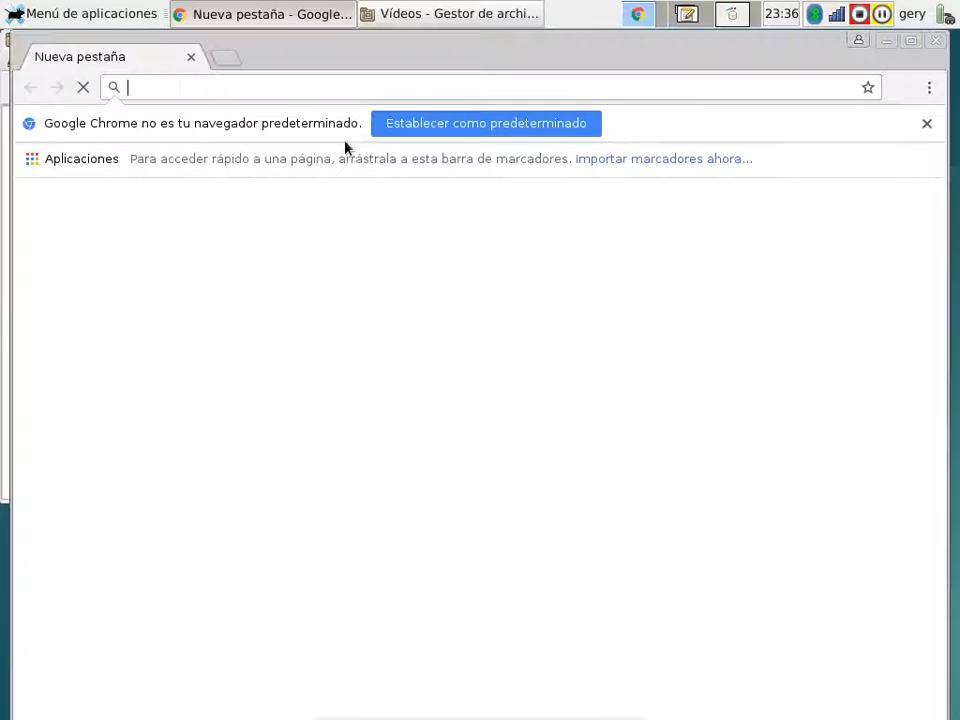 Menú de aplicaciones
Nueva pestaña - Google...
Vídeos - Gestor de archi...
23:36
gery
Nueva pestaña
Google Chrome no es tu navegador predeterminado.
Establecer como predeterminado
Aplicaciones
Para acceder rápido a una página, arrástrala a esta barra de marcadores. Importar marcadores ahora...